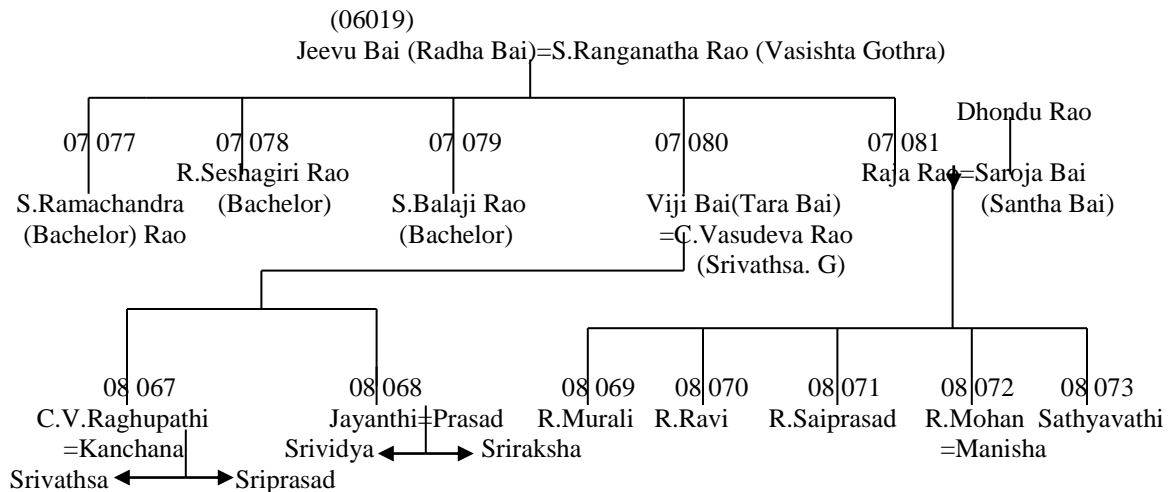 (06019)
Jeevu Bai (Radha Bai)=S.Ranganatha Rao (Vasishta Gothra)
Dhondu Rao
07 077 07 078 07 079 07 080 07 081
R.Seshagiri Rao Raja Rao=Saroja Bai
S.Ramachandra (Bachelor) S.Balaji Rao Viji Bai(Tara Bai) (Santha Bai)
(Bachelor) Rao (Bachelor) =C.Vasudeva Rao
(Srivathsa. G)
08 067 08 068 08 069 08 070 08 071 08 072 08 073
C.V.Raghupathi Jayanthi=Prasad R.Murali R.Ravi R.Saiprasad R.Mohan Sathyavathi
=Kanchana Srividya Sriraksha =Manisha
Srivathsa Sriprasad